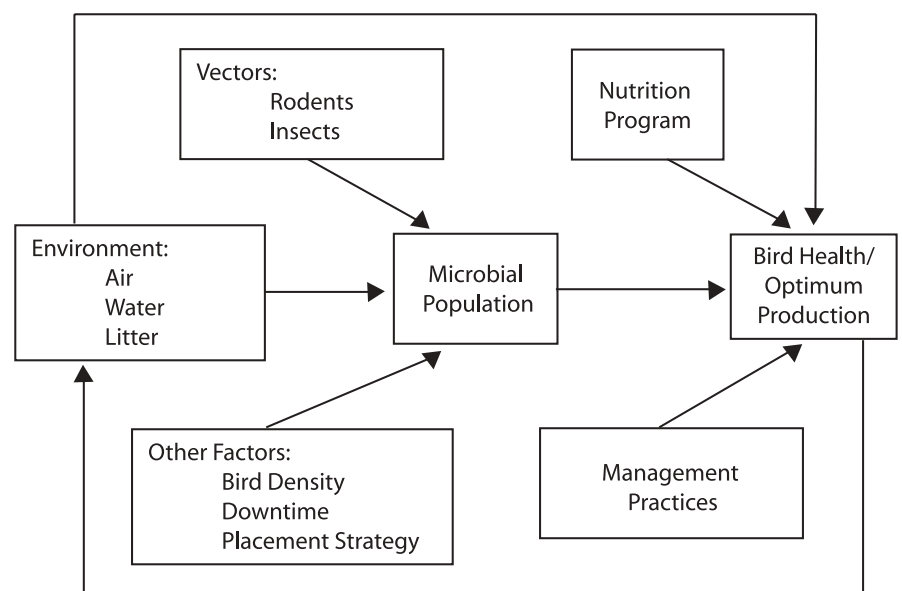 Vectors:
Rodents
Insects
Nutrition
Program
Environment:
Air
Water
Litter
Microbial
Population
Bird Health/
Optimum
Production
Other Factors:
Bird Density
Downtime
Placement Strategy
Management
Practices